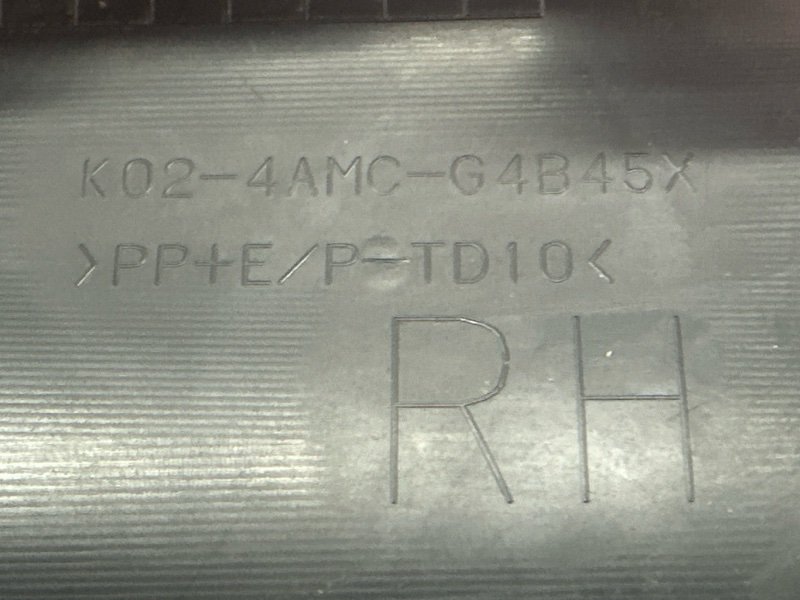 K02-4AMC-G4B45X
>PP+E/P-TD10<
RH